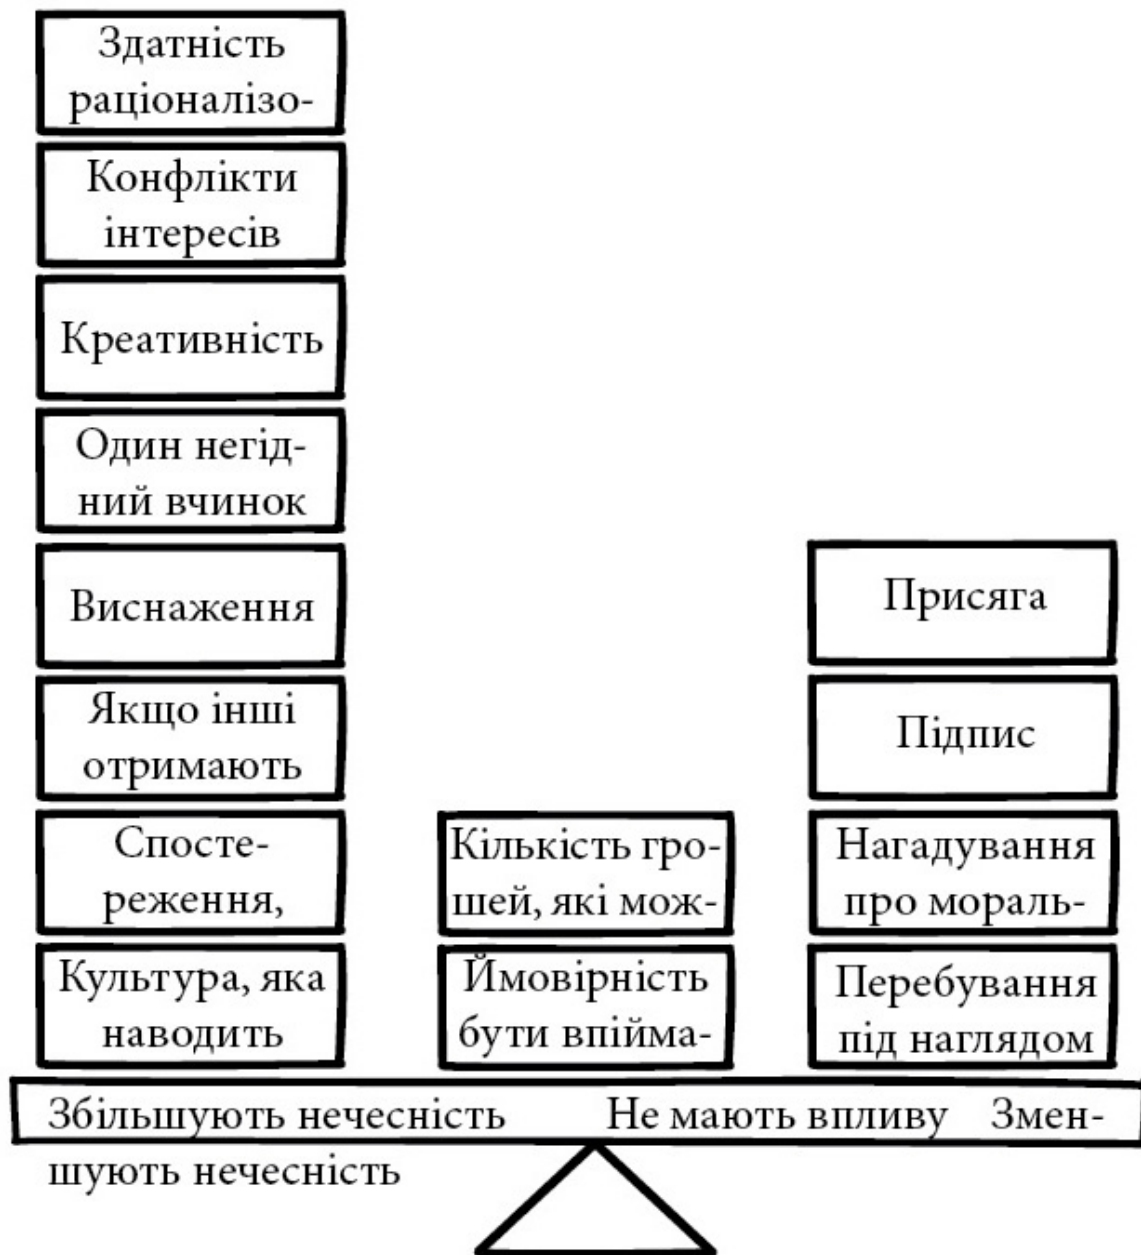 Здатність
раціоналізо-
Конфлікти
інтересів
Креативність
Один негід-
ний вчинок
Виснаження
Якщо інші
отримають
Спосте-
реження,
Культура, яка
наводить
Кількість гро-
шей, які мож-
Ймовірність
бути впійма-
Присяга
Підпис
Нагадування
про мораль-
Перебування
під наглядом
Збільшують нечесність Не мають впливу Змен-
шують нечесність